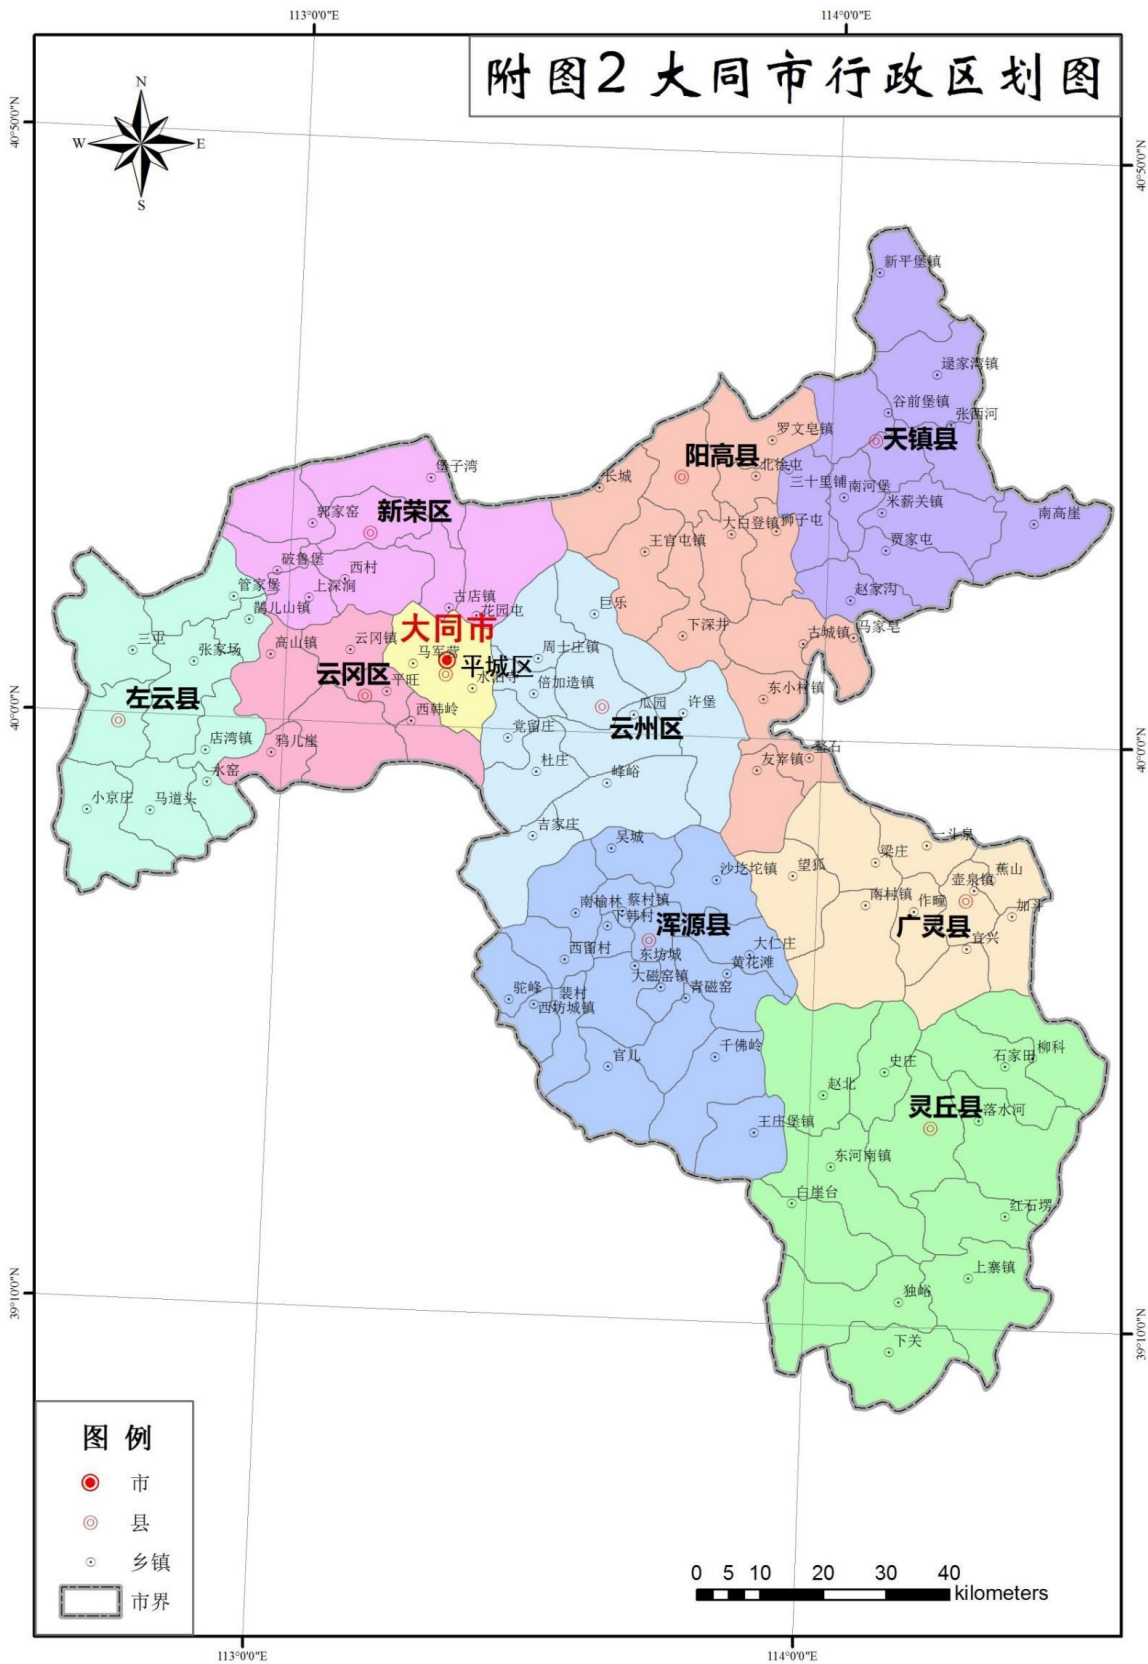 113°0'0"E
114°0'0"E
附图2 大同市行政区划图
40°50'0"N
40°50'0"N
N
W
E
S
新平堡镇
逯家湾镇
谷前堡镇
张西河
天镇县
罗文皂镇
阳高县
北徐屯
三十里铺
南河堡
米薪关镇
南高崖
堡子湾
长城
郭家窑
新荣区
大白登镇
狮子屯
王官屯镇
贾家屯
破鲁堡
西村
管家堡
上深涧
赵家沟
古店镇
鹊儿山镇
花园屯
巨乐
大同市
下深井
古城镇
马家皂
三屯
张家场
高山镇
云冈镇
马军营
平城区
周士庄镇
云冈区
平旺
水泊寺
倍加造镇
左云县
西韩岭
瓜园
许堡
东小村镇
云州区
党留庄
店湾镇
鸦儿崖
友宰镇
鳌石
40°0'0"N
40°0'0"N
水窑
杜庄
峰峪
小京庄
马道头
吉家庄
吴城
一斗泉
梁庄
望狐
沙圪坨镇
壶泉镇
蕉山
南榆林
蔡村镇
南村镇
作疃
加斗
下韩村
浑源县
广灵县
宜兴
西留村
东坊城
大仁庄
黄花滩
大磁窑镇
青磁窑
驼峰
裴村
西坊城镇
官儿
千佛岭
史庄
石家田
柳科
赵北
灵丘县
落水河
王庄堡镇
东河南镇
白崖台
红石塄
上寨镇
独峪
下关
39°10'0"N
39°10'0"N
图 例
市
县
乡镇
市界
0 5 10 20 30 40
kilometers
113°0'0"E
114°0'0"E